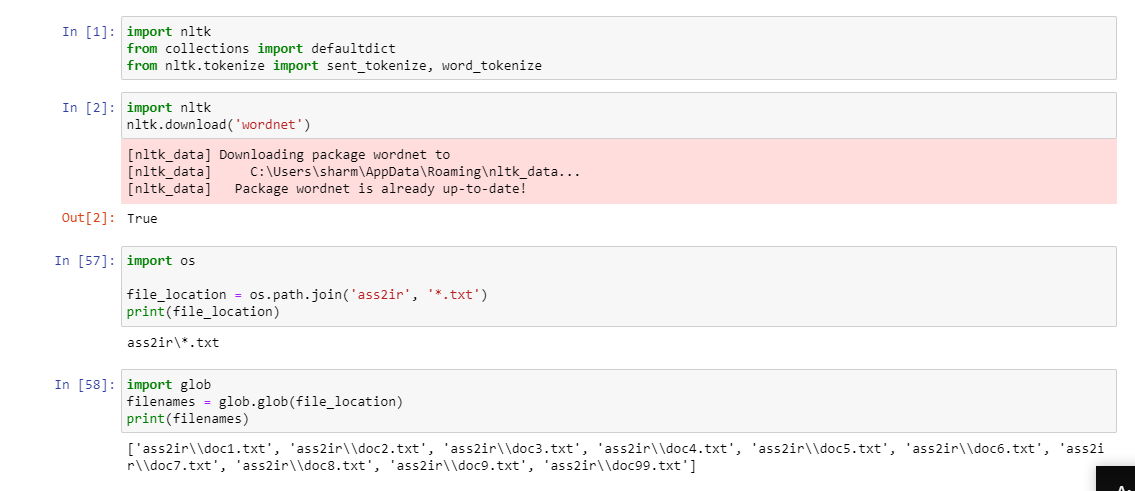 In [1]: import nltk
from collections import defaultdict
from nltk.tokenize import sent_tokenize, word_tokenize
In [2]: import nltk
nltk.download('wordnet')
[nltk_data] Downloading package wordnet to
[nltk_data]     C:\Users\sharm\AppData\Roaming\nltk_data...
[nltk_data]   Package wordnet is already up-to-date!
Out[2]: True
In [57]: import os
file_location = os.path.join('ass2ir', '*.txt')
print(file_location)
ass2ir\*.txt
In [58]: import glob
filenames = glob.glob(file_location)
print(filenames)
['ass2ir\\doc1.txt', 'ass2ir\\doc2.txt', 'ass2ir\\doc3.txt', 'ass2ir\\doc4.txt', 'ass2ir\\doc5.txt', 'ass2ir\\doc6.txt', 'ass2i
r\\doc7.txt', 'ass2ir\\doc8.txt', 'ass2ir\\doc9.txt', 'ass2ir\\doc99.txt']